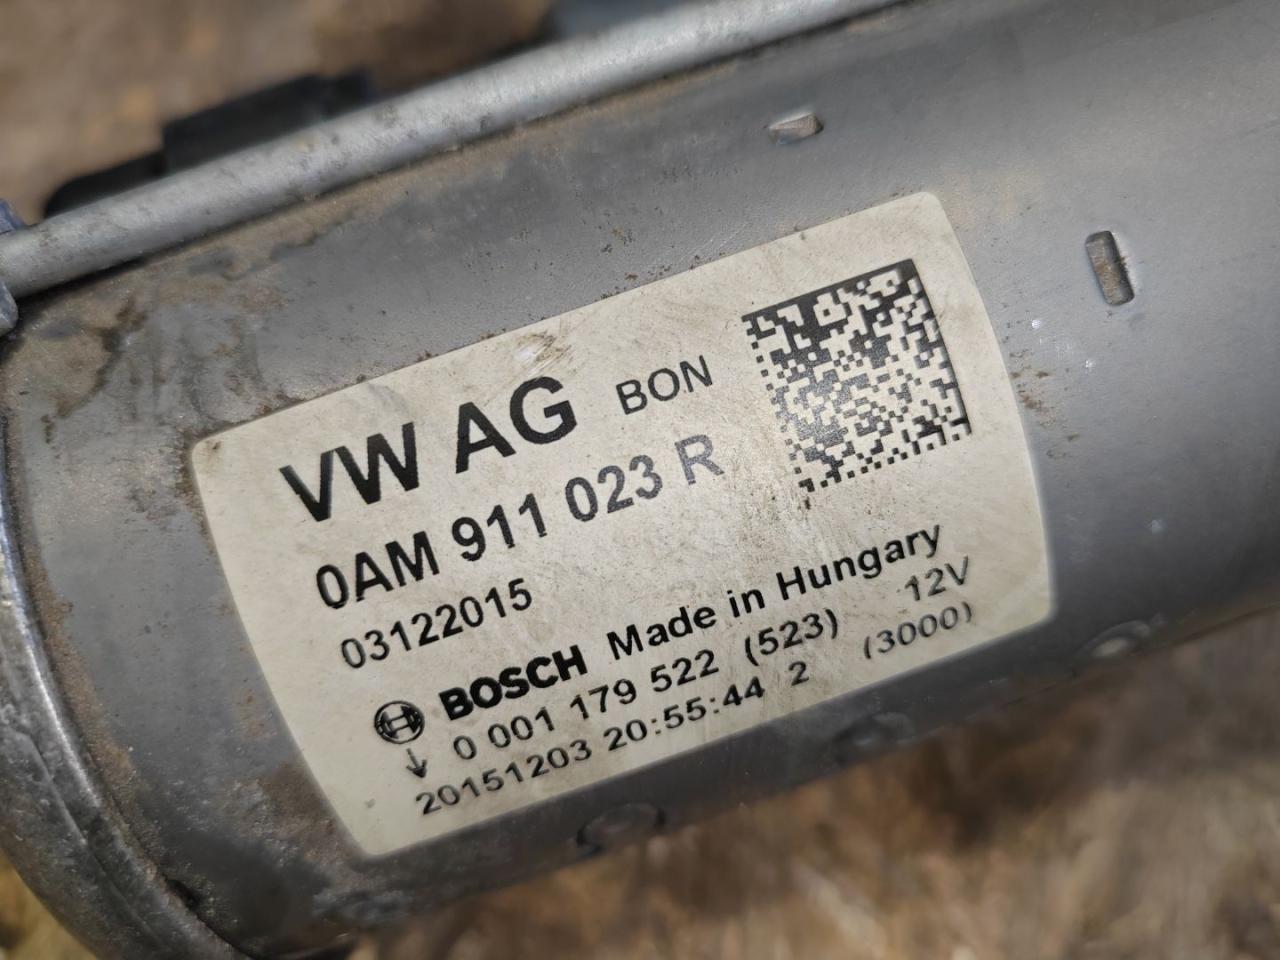 VW AG BON
0AM 911 023 R
03122015
BOSCH Made in Hungary
0 001 179 522 (523) 12V
20151203 20:55:44 2 (3000)